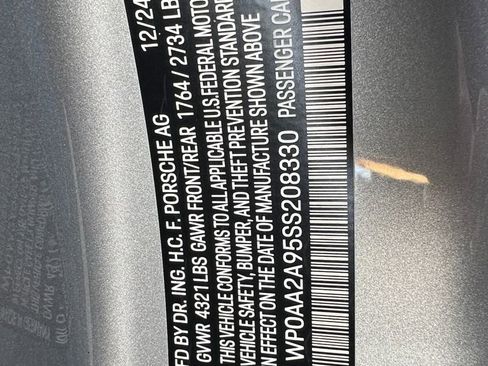 MFD BY DR. ING. H.C. F. PORSCHE AG 12/24
GVWR 4321 LBS GAWR FRONT/REAR 1764 / 2734 LB
THIS VEHICLE CONFORMS TO ALL APPLICABLE U.S. FEDERAL MOTO
SAFETY, BUMPER, AND THEFT PREVENTION STANDARD
IN EFFECT ON THE DATE OF MANUFACTURE SHOWN ABOVE
WP0AA2A95SS208330 PASSENGER CA